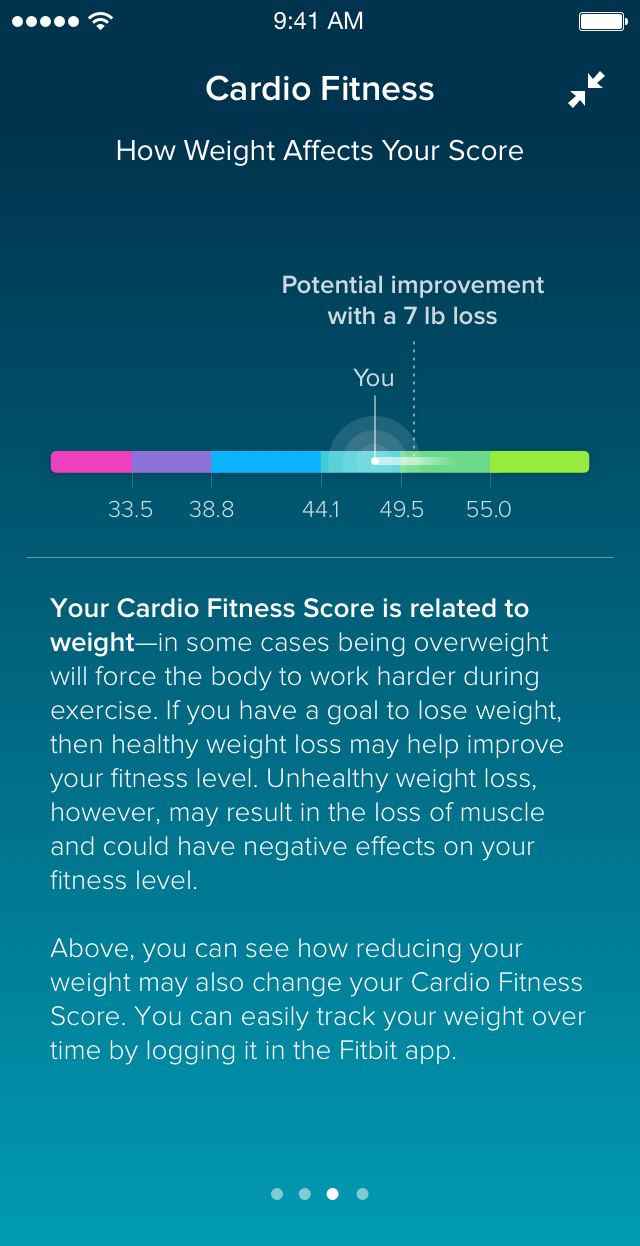 9:41 AM
Cardio Fitness
How Weight Affects Your Score
Potential improvement
with a 7 lb loss
You
33.5 38.8 44.1 49.5 55.0
Your Cardio Fitness Score is related to
weight—in some cases being overweight
will force the body to work harder during
exercise. If you have a goal to lose weight,
then healthy weight loss may help improve
your fitness level. Unhealthy weight loss,
however, may result in the loss of muscle
and could have negative effects on your
fitness level.
Above, you can see how reducing your
weight may also change your Cardio Fitness
Score. You can easily track your weight over
time by logging it in the Fitbit app.